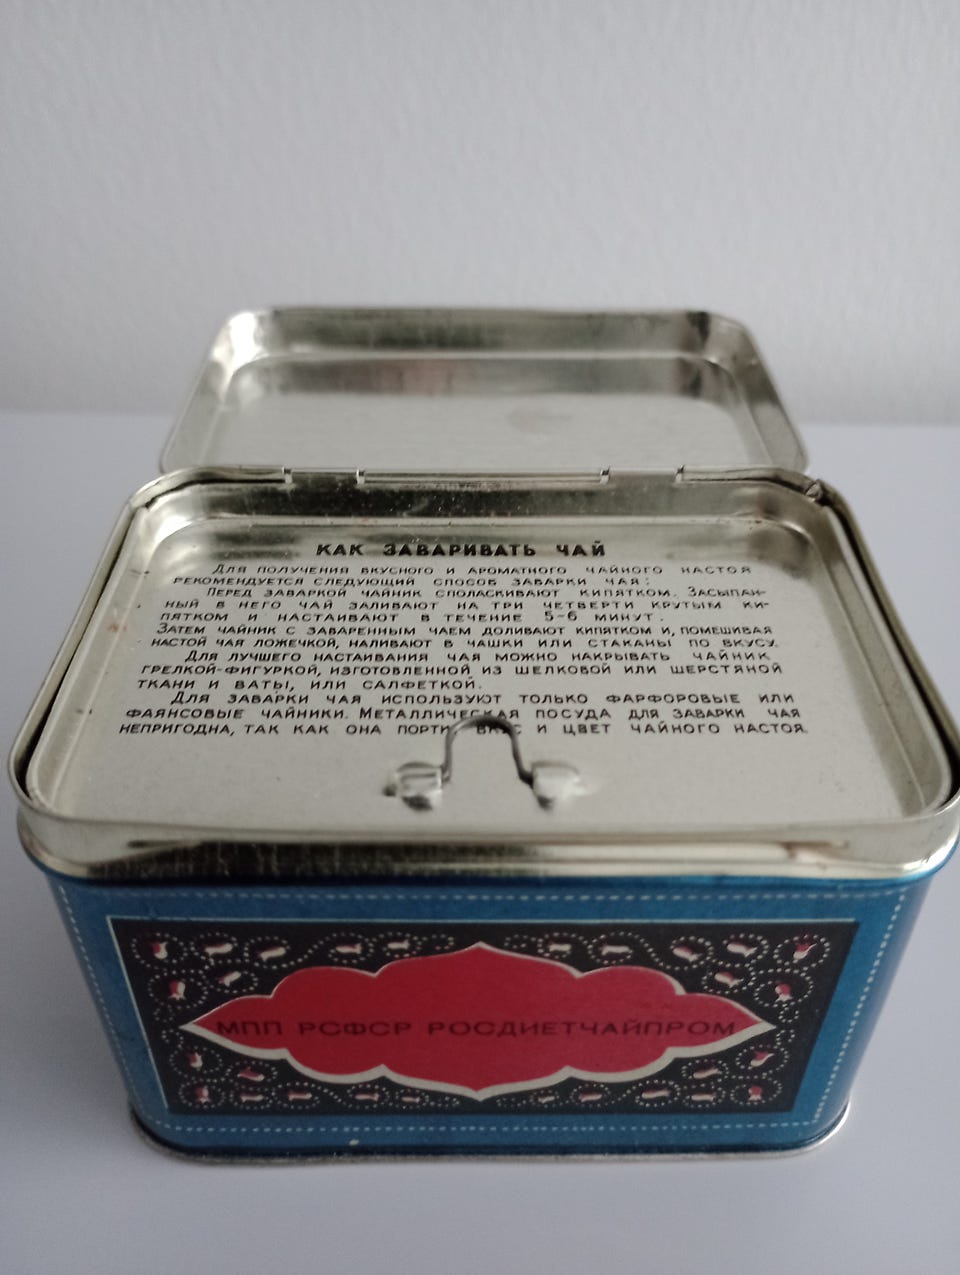 КАК ЗАВАРИВАТЬ ЧАЙ
ДЛЯ ПОЛУЧЕНИЯ ВКУСНОГО И АРОМАТНОГО ЧАЙНОГО НАСТОЯ
РЕКОМЕНДУЕТСЯ СЛЕДУЮЩИЙ СПОСОБ ЗАВАРКИ ЧАЯ:
ПЕРЕД ЗАВАРКОЙ ЧАЙНИК СПОЛАСКИВАЮТ КИПЯТКОМ. ЗАСЫПАН-
НЫЙ В НЕГО ЧАЙ ЗАЛИВАЮТ НА ТРИ ЧЕТВЕРТИ КРУТЫМ КИ-
ПЯТКОМ И НАСТАИВАЮТ В ТЕЧЕНИЕ 5-6 МИНУТ.
ЗАТЕМ ЧАЙНИК С ЗАВАРЕННЫМ ЧАЕМ ДОЛИВАЮТ КИПЯТКОМ И, ПОМЕШИВАЯ
НАСТОЙ ЧАЯ ЛОЖЕЧКОЙ, НАЛИВАЮТ В ЧАШКИ ИЛИ СТАКАНЫ ПО ВКУСУ.
ДЛЯ ЛУЧШЕГО НАСТАИВАНИЯ ЧАЯ МОЖНО НАКРЫВАТЬ ЧАЙНИК
ГРЕЛКОЙ-ФИГУРКОЙ, ИЗГОТОВЛЕННОЙ ИЗ ШЕЛКОВОЙ ИЛИ ШЕРСТЯНОЙ
ТКАНИ И ВАТЫ, ИЛИ САЛФЕТКОЙ.
ДЛЯ ЗАВАРКИ ЧАЯ ИСПОЛЬЗУЮТ ТОЛЬКО ФАРФОРОВЫЕ ИЛИ
ФАЯНСОВЫЕ ЧАЙНИКИ. МЕТАЛЛИЧЕСКАЯ ПОСУДА ДЛЯ ЗАВАРКИ ЧАЯ
НЕПРИГОДНА, ТАК КАК ОНА ПОРТИТ ВКУС И ЦВЕТ ЧАЙНОГО НАСТОЯ.
МПП РСФСР РОСДИЕТЧАЙПРОМ